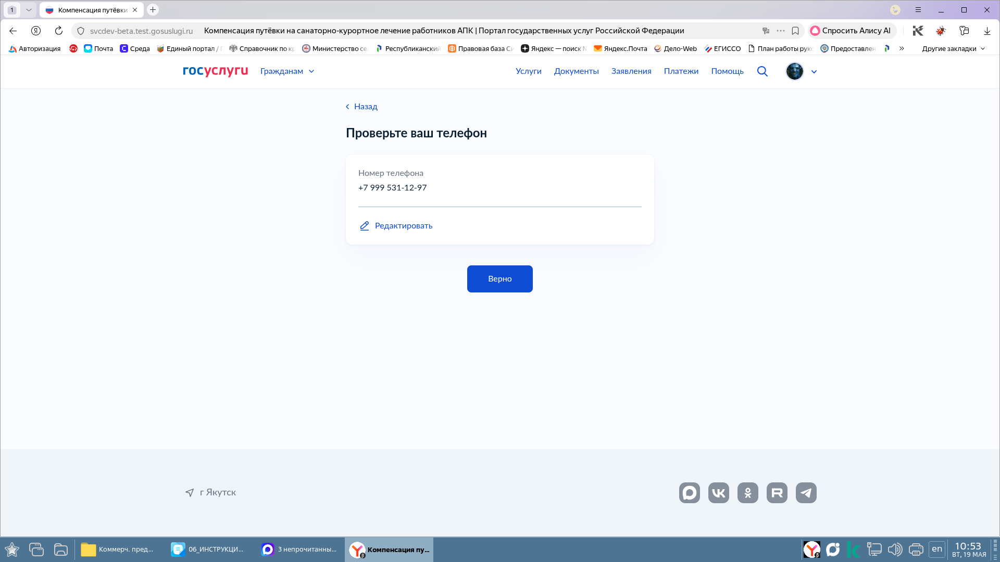 1
Компенсация путёвки
svcdev-beta.test.gosuslugi.ru
Компенсация путёвки на санаторно-курортное лечение работников АПК | Портал государственных услуг Российской Федерации
Спросить Алису AI
Авторизация
Почта
Среда
Единый портал /
Справочник по кр
Министерство се
Республиканский
Правовая база Си
Яндекс — поиск
Яндекс.Почта
Дело-Web
ЕГИССО
План работы рук
Предоставлен
Другие закладки
госуслуги
Гражданам
Услуги
Документы
Заявления
Платежи
Помощь
Назад
Проверьте ваш телефон
Номер телефона
+7 999 531-12-97
Редактировать
Верно
г Якутск
Коммерч. пред...
06_ИНСТРУКЦИ...
3 непрочитанны...
Компенсация пу...
en
10:53
ВТ, 19 МАЯ